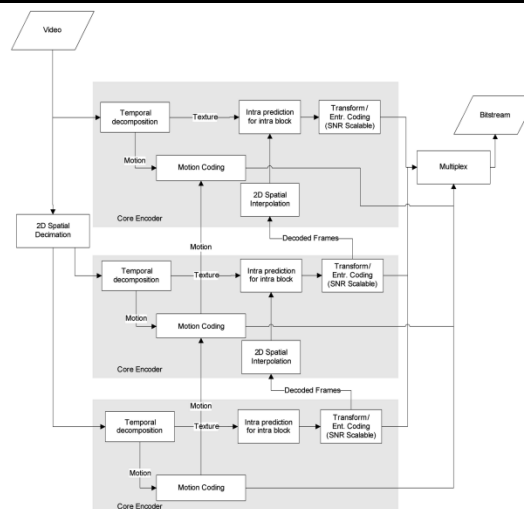 Video
Bitstream
Temporal
decomposition
Texture
Intra prediction
for intra block
Transform/
Entr. Coding
(SNR Scalable)
Multiplex
Motion
Motion Coding
2D Spatial
Interpolation
Core Encoder
2D Spatial
Decimation
Motion
Decoded Frames
Temporal
decomposition
Texture
Intra prediction
for intra block
Transform/
Ent. Coding
(SNR Scalable)
Motion
Motion Coding
2D Spatial
Interpolation
Core Encoder
Decoded Frames
Motion
Temporal
decomposition
Texture
Intra prediction
for intra block
Transform/
Ent. Coding
(SNR Scalable)
Motion
Motion Coding
Core Encoder